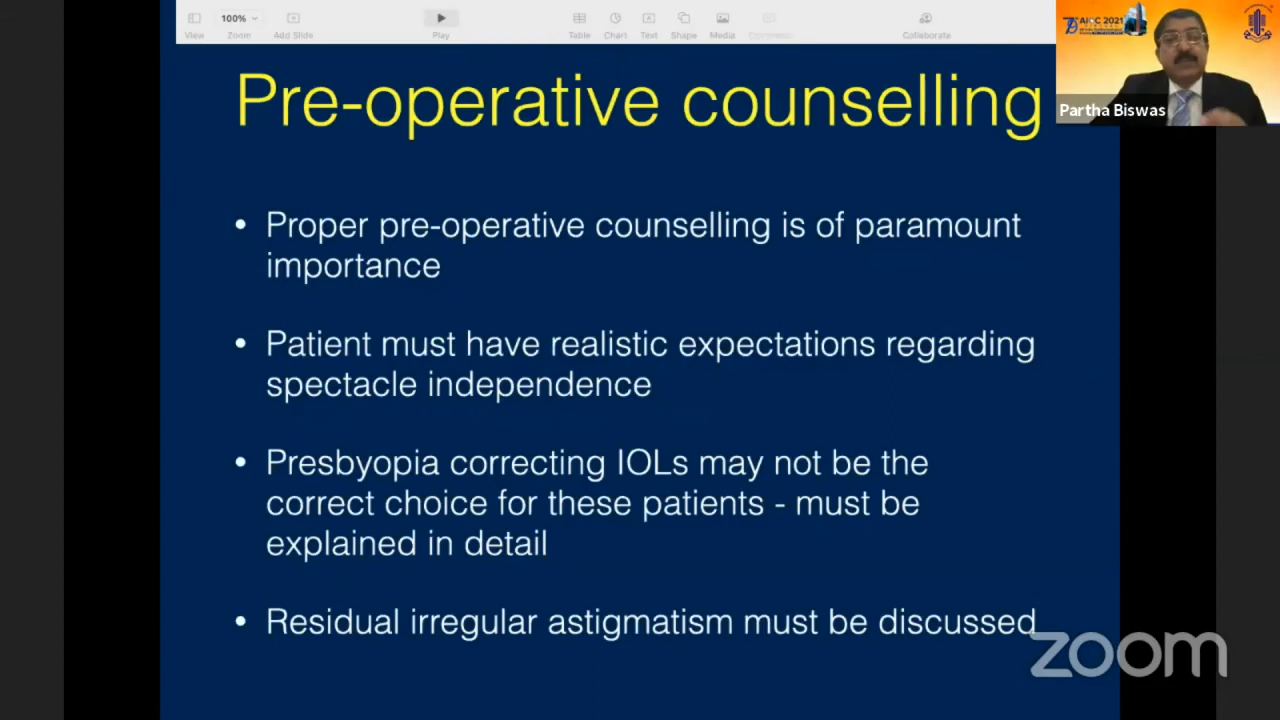 100%
View
Zoom
Add Slide
Play
Table
Chart
Text
Shape
Media
Comment
Collaborate
AICC 2021
Partha Biswas
Pre-operative counselling
• Proper pre-operative counselling is of paramount
importance
• Patient must have realistic expectations regarding
spectacle independence
• Presbyopia correcting IOLs may not be the
correct choice for these patients - must be
explained in detail
• Residual irregular astigmatism must be discussed
zoom